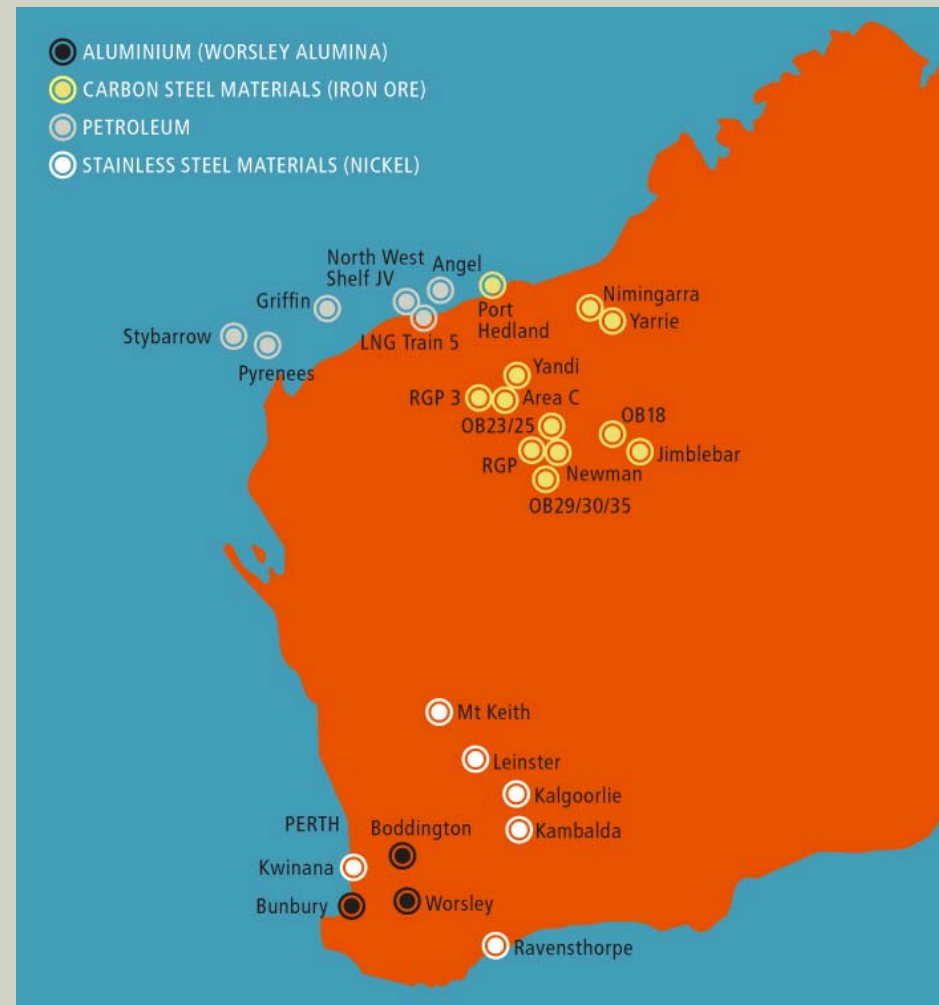 ALUMINIUM (WORSLEY ALUMINA)
CARBON STEEL MATERIALS (IRON ORE)
PETROLEUM
STAINLESS STEEL MATERIALS (NICKEL)
North West
Shelf JV
Angel
Griffin
Port
Hedland
Nimingarra
Yarrie
Stybarrow
LNG Train 5
Pyrenees
Yandi
RGP 3
Area C
OB23/25
OB18
RGP
Newman
Jimblebar
OB29/30/35
Mt Keith
Leinster
Kalgoorlie
PERTH
Boddington
Kambalda
Kwinana
Bunbury
Worsley
Ravensthorpe